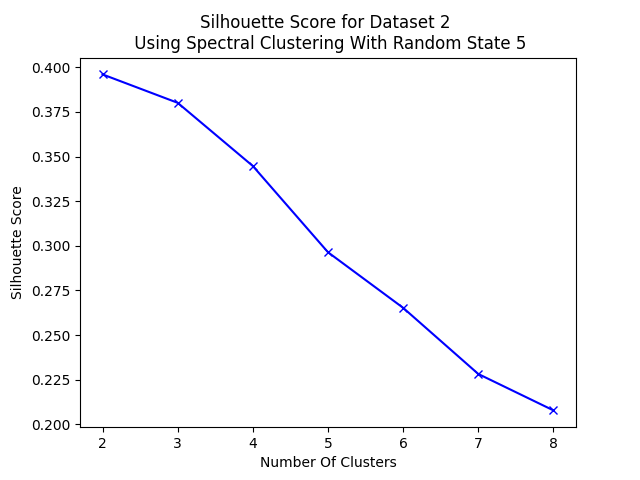 Silhouette Score for Dataset 2
Using Spectral Clustering With Random State 5
0.400
0.375
0.350
0.325
0.300
0.275
0.250
0.225
0.200
Silhouette Score
2 3 4 5 6 7 8
Number Of Clusters